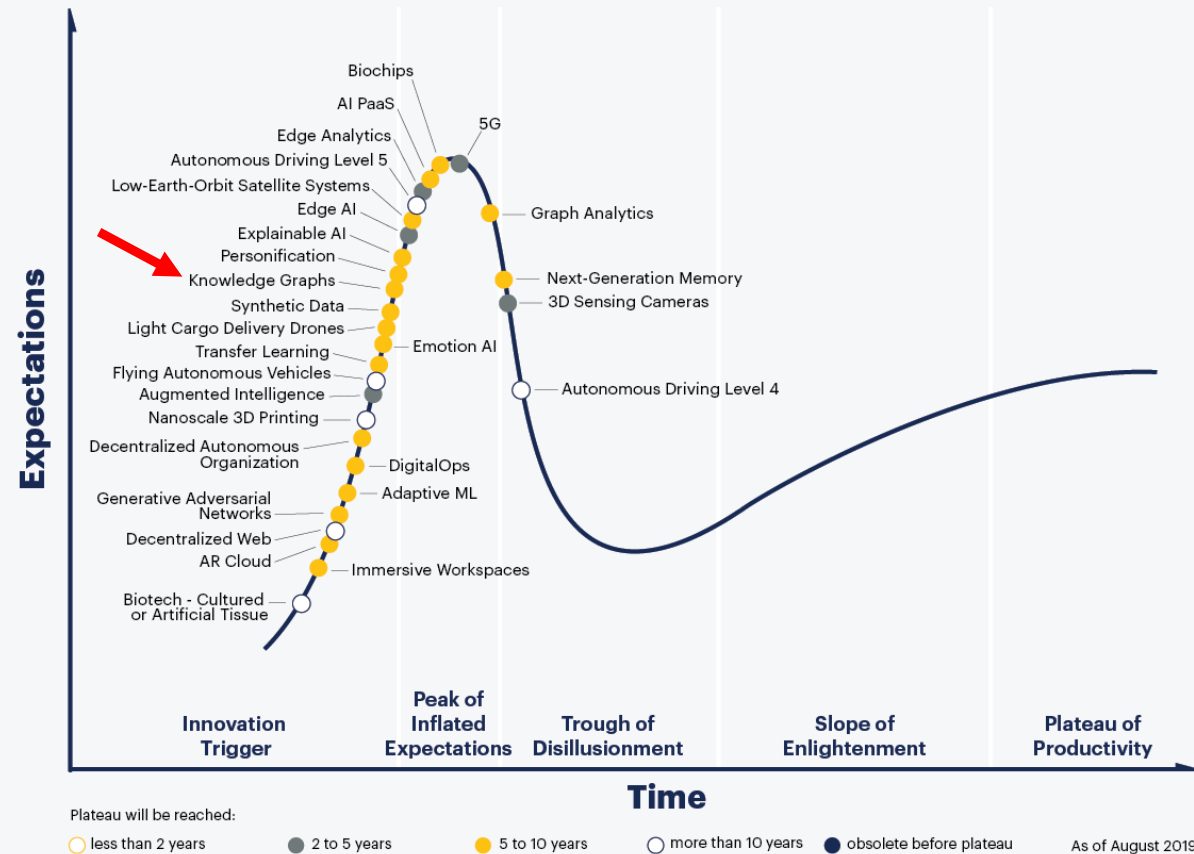 Expectations
Biochips
AI PaaS
5G
Edge Analytics
Autonomous Driving Level 5
Low-Earth-Orbit Satellite Systems
Edge AI
Graph Analytics
Explainable AI
Personification
Knowledge Graphs
Next-Generation Memory
Synthetic Data
3D Sensing Cameras
Light Cargo Delivery Drones
Emotion AI
Transfer Learning
Flying Autonomous Vehicles
Autonomous Driving Level 4
Augmented Intelligence
Nanoscale 3D Printing
Decentralized Autonomous
Organization
DigitalOps
Adaptive ML
Generative Adversarial
Networks
Decentralized Web
AR Cloud
Immersive Workspaces
Biotech - Cultured
or Artificial Tissue
Innovation
Trigger
Peak of
Inflated
Expectations
Trough of
Disillusionment
Slope of
Enlightenment
Plateau of
Productivity
Time
Plateau will be reached:
less than 2 years
2 to 5 years
5 to 10 years
more than 10 years
obsolete before plateau
As of August 2019